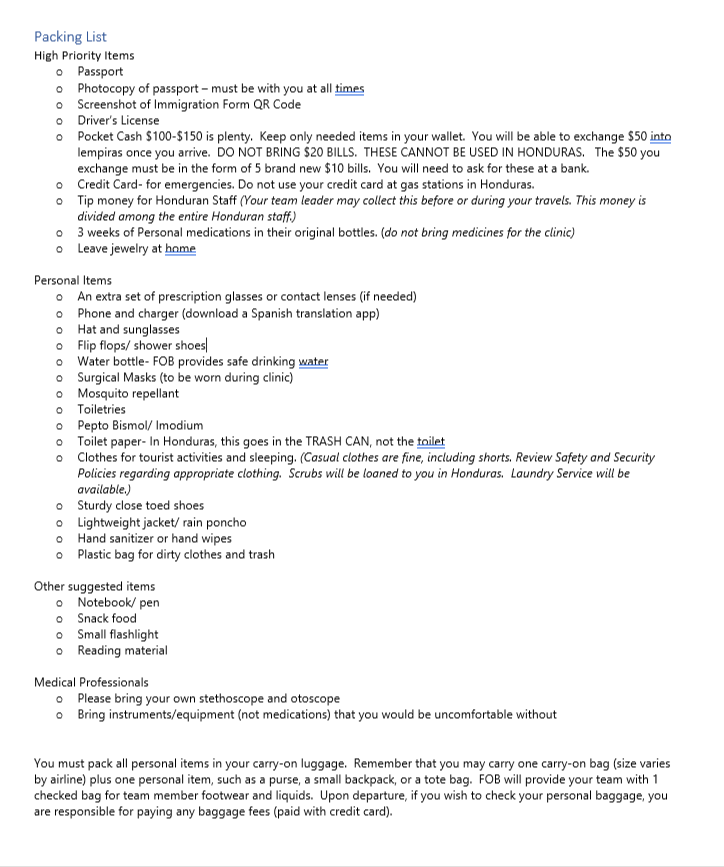 Packing List
High Priority Items
o Passport
o Photocopy of passport – must be with you at all times
o Screenshot of Immigration Form QR Code
o Driver's License
o Pocket Cash $100-$150 is plenty.  Keep only needed items in your wallet.  You will be able to exchange $50 into
lempiras once you arrive.  DO NOT BRING $20 BILLS.  THESE CANNOT BE USED IN HONDURAS.   The $50 you
exchange must be in the form of 5 brand new $10 bills.  You will need to ask for these at a bank.
o Credit Card- for emergencies. Do not use your credit card at gas stations in Honduras.
o Tip money for Honduran Staff (Your team leader may collect this before or during your travels. This money is
divided among the entire Honduran staff.)
o 3 weeks of Personal medications in their original bottles. (do not bring medicines for the clinic)
o Leave jewelry at home
Personal Items
o An extra set of prescription glasses or contact lenses (if needed)
o Phone and charger (download a Spanish translation app)
o Hat and sunglasses
o Flip flops/ shower shoes
o Water bottle- FOB provides safe drinking water
o Surgical Masks (to be worn during clinic)
o Mosquito repellant
o Toiletries
o Pepto Bismol/ Imodium
o Toilet paper- In Honduras, this goes in the TRASH CAN, not the toilet
o Clothes for tourist activities and sleeping. (Casual clothes are fine, including shorts. Review Safety and Security
Policies regarding appropriate clothing.  Scrubs will be loaned to you in Honduras.  Laundry Service will be
available.)
o Sturdy close toed shoes
o Lightweight jacket/ rain poncho
o Hand sanitizer or hand wipes
o Plastic bag for dirty clothes and trash
Other suggested items
o Notebook/ pen
o Snack food
o Small flashlight
o Reading material
Medical Professionals
o Please bring your own stethoscope and otoscope
o Bring instruments/equipment (not medications) that you would be uncomfortable without
You must pack all personal items in your carry-on luggage.  Remember that you may carry one carry-on bag (size varies
by airline) plus one personal item, such as a purse, a small backpack, or a tote bag.  FOB will provide your team with 1
checked bag for team member footwear and liquids.  Upon departure, if you wish to check your personal baggage, you
are responsible for paying any baggage fees (paid with credit card).